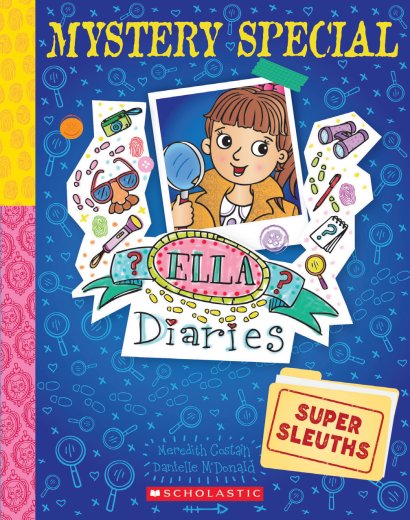 MYSTERY SPECIAL
?
ELLA
?
Diaries
?
SUPER
SLEUTHS
Meredith Costain
Danielle McDonald
SCHOLASTIC